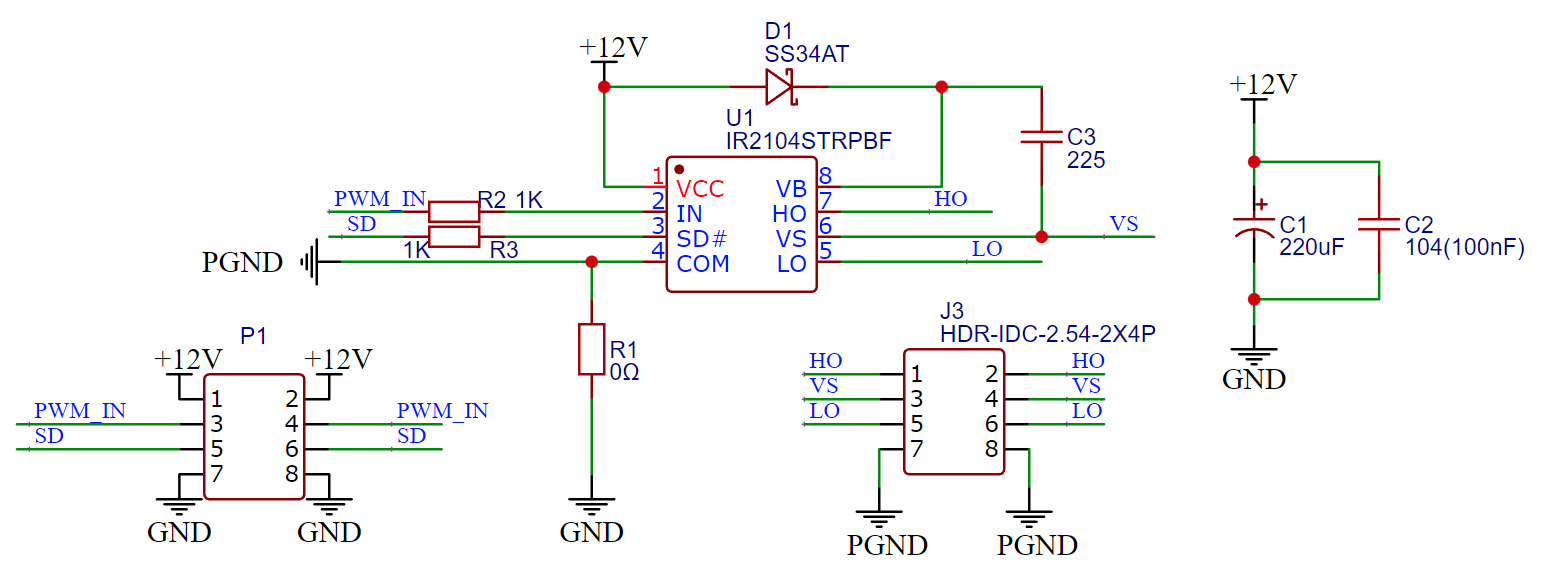 D1
SS34AT
+12V
U1
IR2104STRPBF
C3
225
1 VCC VB 8
2 IN HO 7
3 SD# VS 6
4 COM LO 5
PWM_IN R2 1K
SD
1K R3
HO
VS
LO
PGND
R1
0Ω
GND
+12V
C1
220uF
C2
104(100nF)
GND
P1
+12V +12V
1 2
PWM_IN 3 4 PWM_IN
SD 5 6 SD
7 8
GND GND
J3
HDR-IDC-2.54-2X4P
HO 1 2 HO
VS 3 4 VS
LO 5 6 LO
7 8
PGND PGND